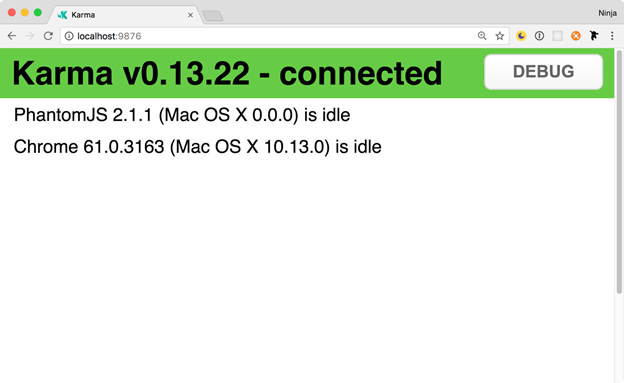 Karma
Ninja
localhost:9876
Karma v0.13.22 - connected
DEBUG
PhantomJS 2.1.1 (Mac OS X 0.0.0) is idle
Chrome 61.0.3163 (Mac OS X 10.13.0) is idle